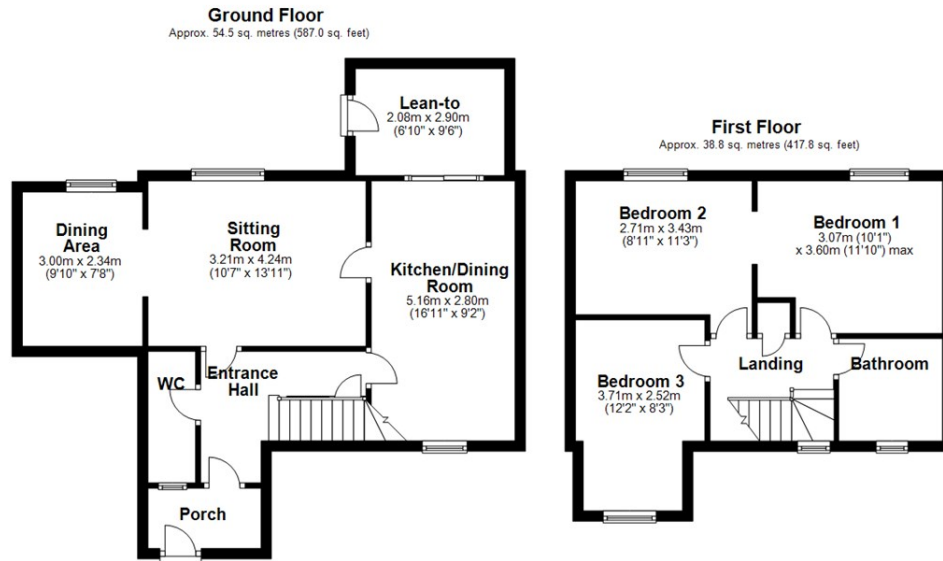 Ground Floor
Approx. 54.5 sq. metres (587.0 sq. feet)
Lean-to
2.08m x 2.90m
(6'10" x 9'6")
Dining
Area
3.00m x 2.34m
(9'10" x 7'8")
Sitting
Room
3.21m x 4.24m
(10'7" x 13'11")
Kitchen/Dining
Room
5.16m x 2.80m
(16'11" x 9'2")
WC
Entrance
Hall
Porch
First Floor
Approx. 38.8 sq. metres (417.8 sq. feet)
Bedroom 2
2.71m x 3.43m
(8'11" x 11'3")
Bedroom 1
3.07m (10'1")
x 3.60m (11'10") max
Bedroom 3
3.71m x 2.52m
(12'2" x 8'3")
Landing
Bathroom